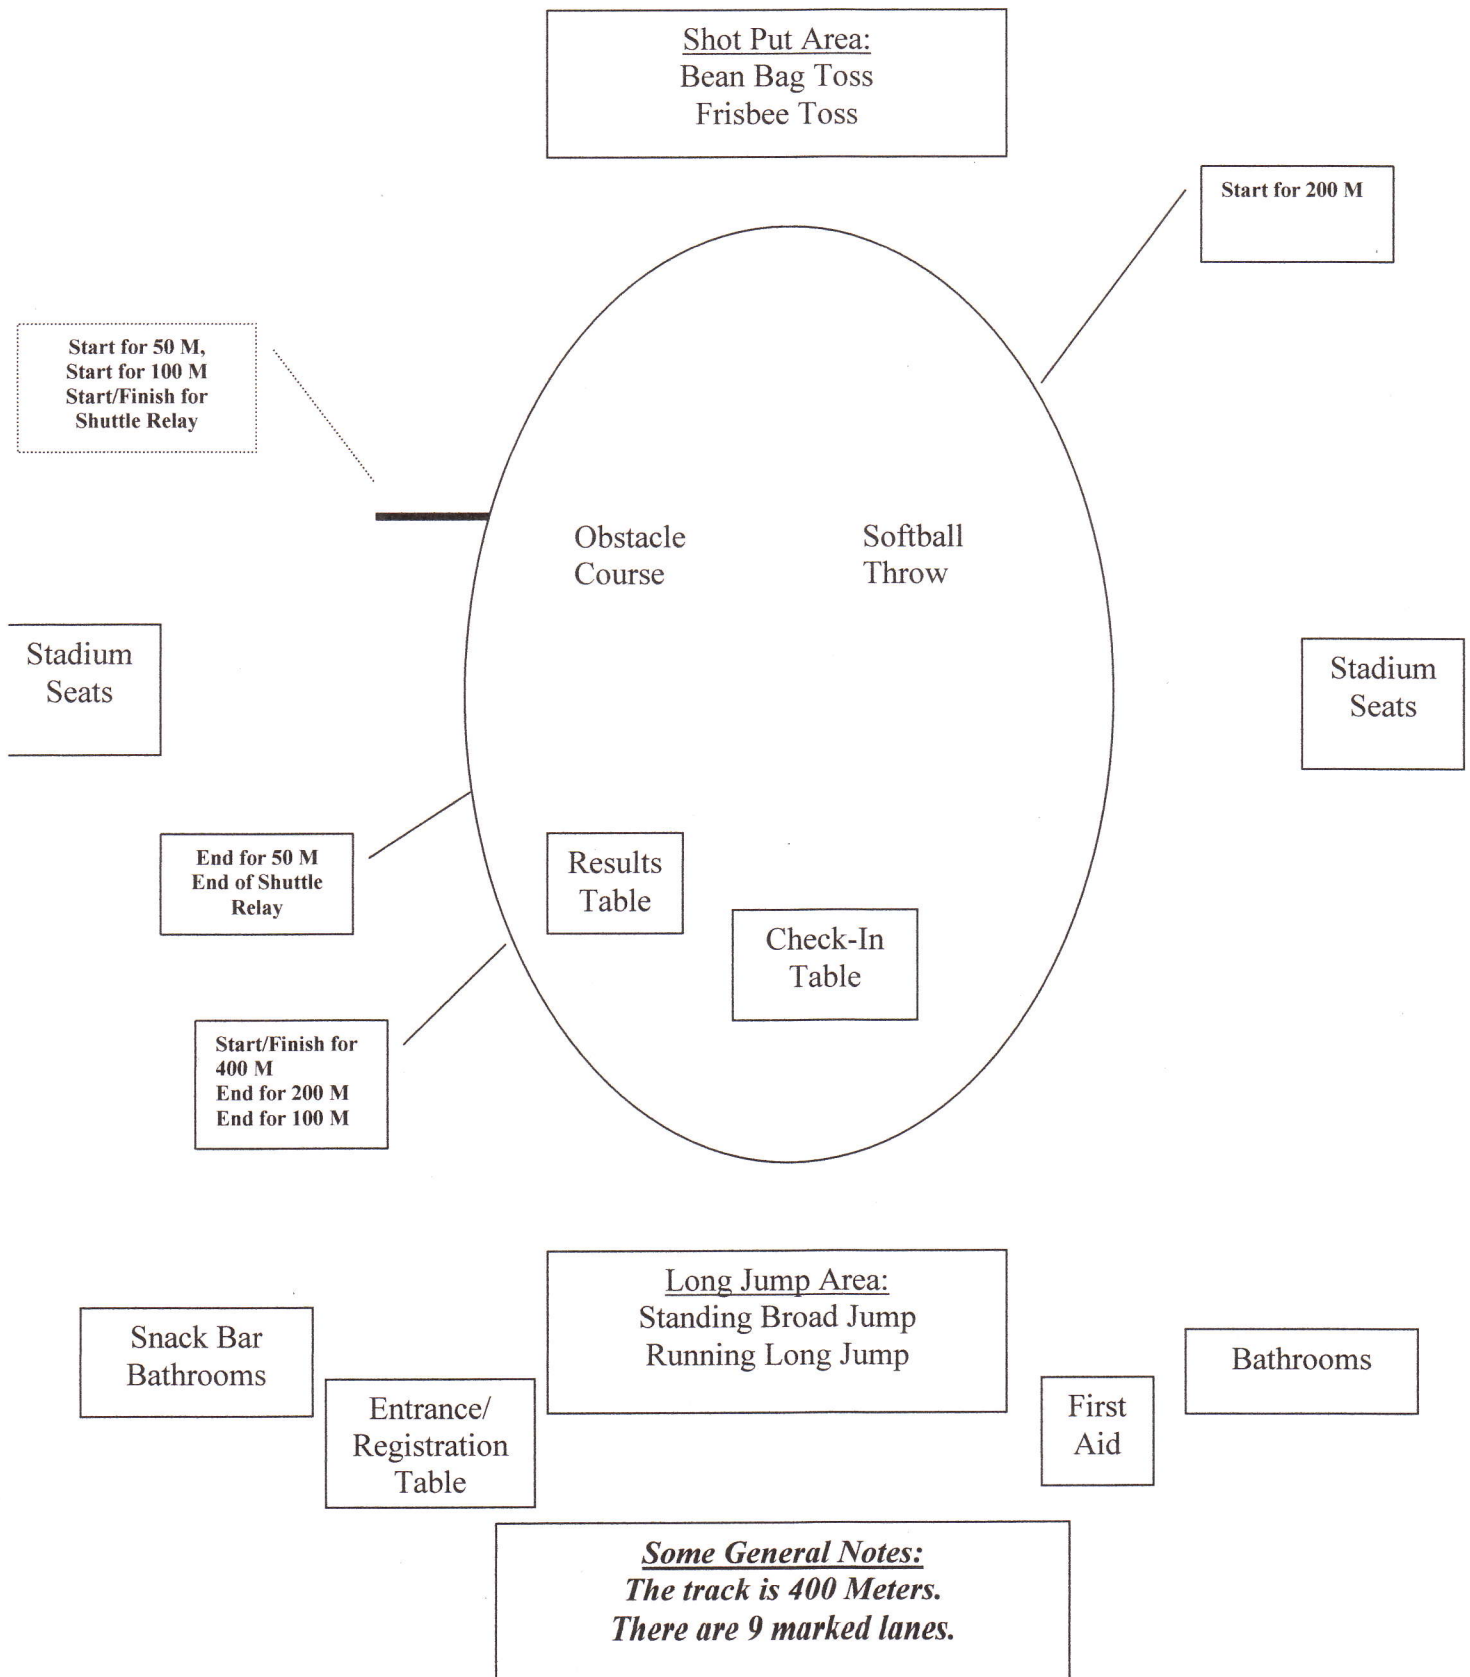 Shot Put Area:
Bean Bag Toss
Frisbee Toss
Start for 200 M
Start for 50 M,
Start for 100 M
Start/Finish for
Shuttle Relay
Obstacle
Course
Softball
Throw
Stadium
Seats
Stadium
Seats
End for 50 M
End of Shuttle
Relay
Results
Table
Check-In
Table
Start/Finish for
400 M
End for 200 M
End for 100 M
Long Jump Area:
Standing Broad Jump
Running Long Jump
Snack Bar
Bathrooms
Entrance/
Registration
Table
First
Aid
Bathrooms
Some General Notes:
The track is 400 Meters.
There are 9 marked lanes.